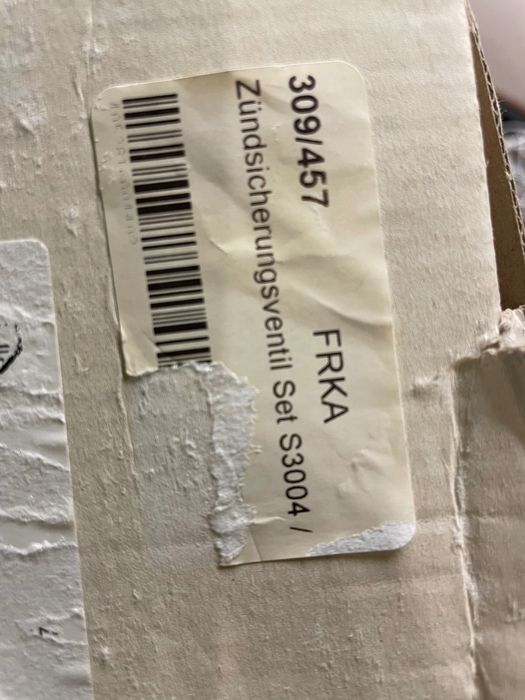 309/457 FRKA
Zündsicherungsventil Set S3004 /